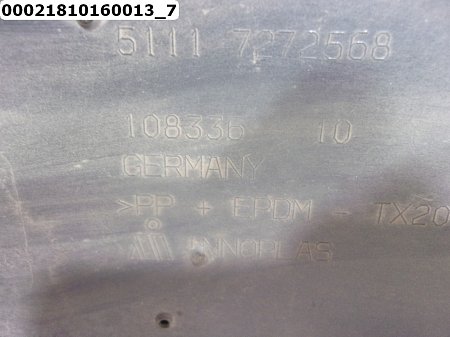 00021810160013_7
5111 7272568
108336 10
GERMANY
>PP + EPDM - TX20
INNOPLAS